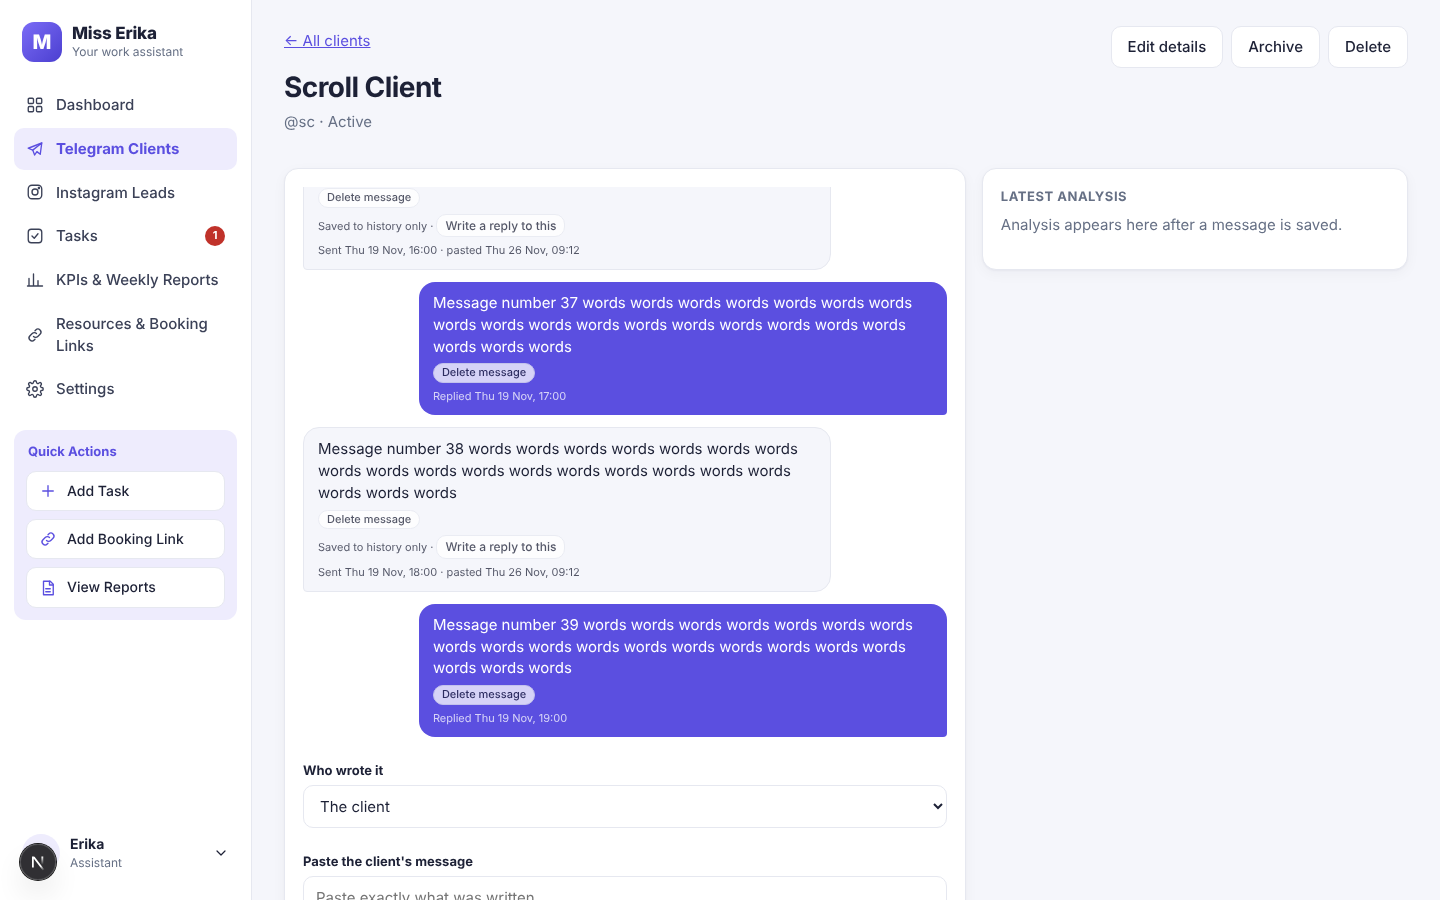 M
Miss Erika
Your work assistant
Dashboard
Telegram Clients
Instagram Leads
Tasks
1
KPIs & Weekly Reports
Resources & Booking
Links
Settings
Quick Actions
Add Task
Add Booking Link
View Reports
Erika
Assistant
N
← All clients
Edit details
Archive
Delete
Scroll Client
@sc · Active
Delete message
Saved to history only · Write a reply to this
Sent Thu 19 Nov, 16:00 · pasted Thu 26 Nov, 09:12
Message number 37 words words words words words words words
words words words words words words words words words words
words words words
Delete message
Replied Thu 19 Nov, 17:00
Message number 38 words words words words words words words
words words words words words words words words words words
words words words
Delete message
Saved to history only · Write a reply to this
Sent Thu 19 Nov, 18:00 · pasted Thu 26 Nov, 09:12
Message number 39 words words words words words words words
words words words words words words words words words words
words words words
Delete message
Replied Thu 19 Nov, 19:00
Who wrote it
The client
Paste the client's message
Paste exactly what was written
LATEST ANALYSIS
Analysis appears here after a message is saved.